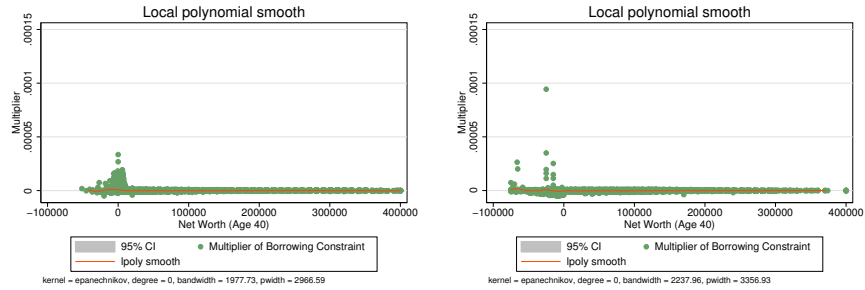 Local polynomial smooth
.00015
.0001
.00005
0
Multiplier
−100000 0 100000 200000 300000 400000
Net Worth (Age 40)
95% CI Multiplier of Borrowing Constraint
lpoly smooth
kernel = epanechnikov, degree = 0, bandwidth = 1977.73, pwidth = 2966.59
Local polynomial smooth
.00015
.0001
.00005
0
Multiplier
−100000 0 100000 200000 300000 400000
Net Worth (Age 40)
95% CI Multiplier of Borrowing Constraint
lpoly smooth
kernel = epanechnikov, degree = 0, bandwidth = 2237.96, pwidth = 3356.93